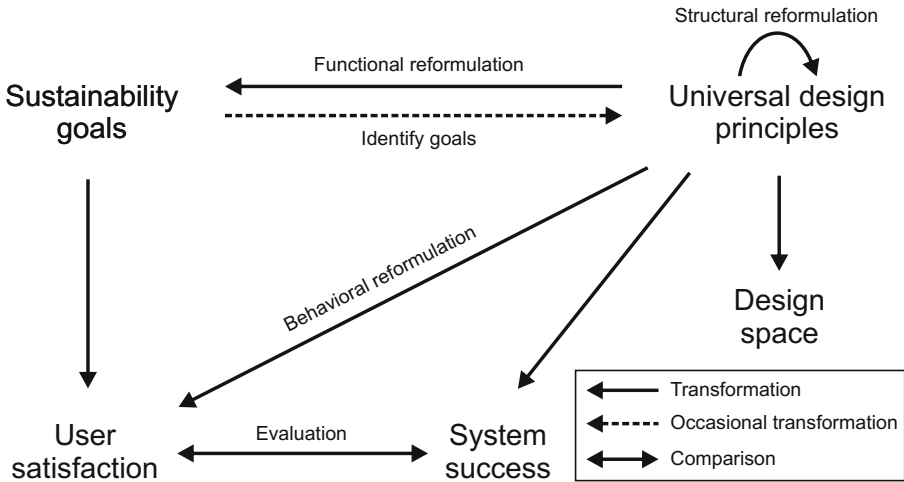 Structural reformulation
Functional reformulation
Sustainability
goals
Universal design
principles
Identify goals
Behavioral reformulation
Design
space
Transformation
Occasional transformation
Comparison
User
satisfaction
Evaluation
System
success